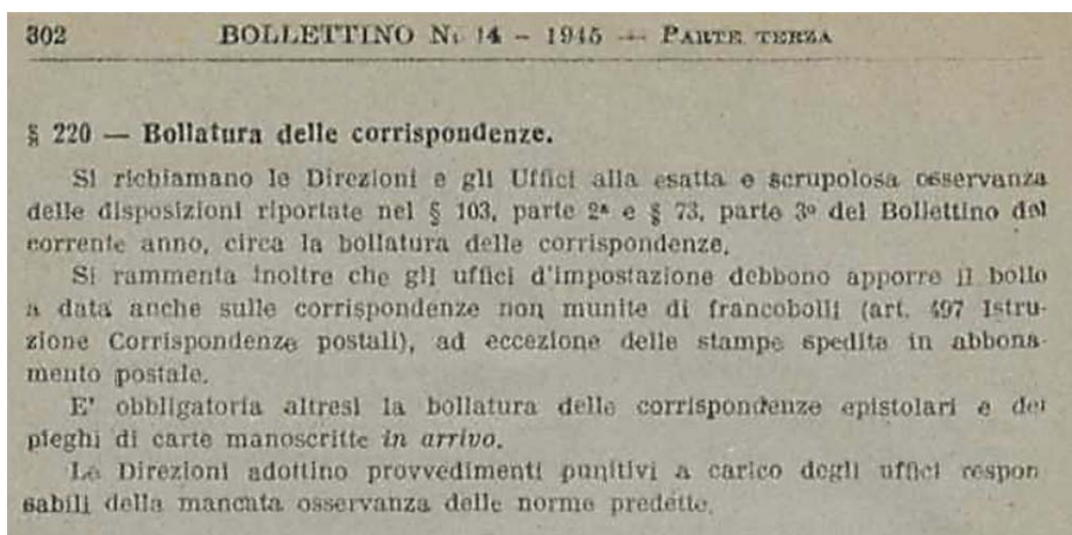 302 BOLLETTINO N. 14 - 1945 — PARTE TERZA
§ 220 — Bollatura delle corrispondenze.
Si richiamano le Direzioni e gli Uffici alla esatta e scrupolosa osservanza
delle disposizioni riportate nel § 103, parte 2ª e § 73, parte 3ª del Bollettino del
corrente anno, circa la bollatura delle corrispondenze.
Si rammenta inoltre che gli uffici d'impostazione debbono apporre il bollo
a data anche sulle corrispondenze non munite di francobolli (art. 497 Istru-
zione Corrispondenze postali), ad eccezione delle stampe spedite in abbona-
mento postale.
E' obbligatoria altresì la bollatura delle corrispondenze epistolari e dei
pieghi di carte manoscritte in arrivo.
Le Direzioni adottino provvedimenti punitivi a carico degli uffici respon
sabili della mancata osservanza delle norme predette.